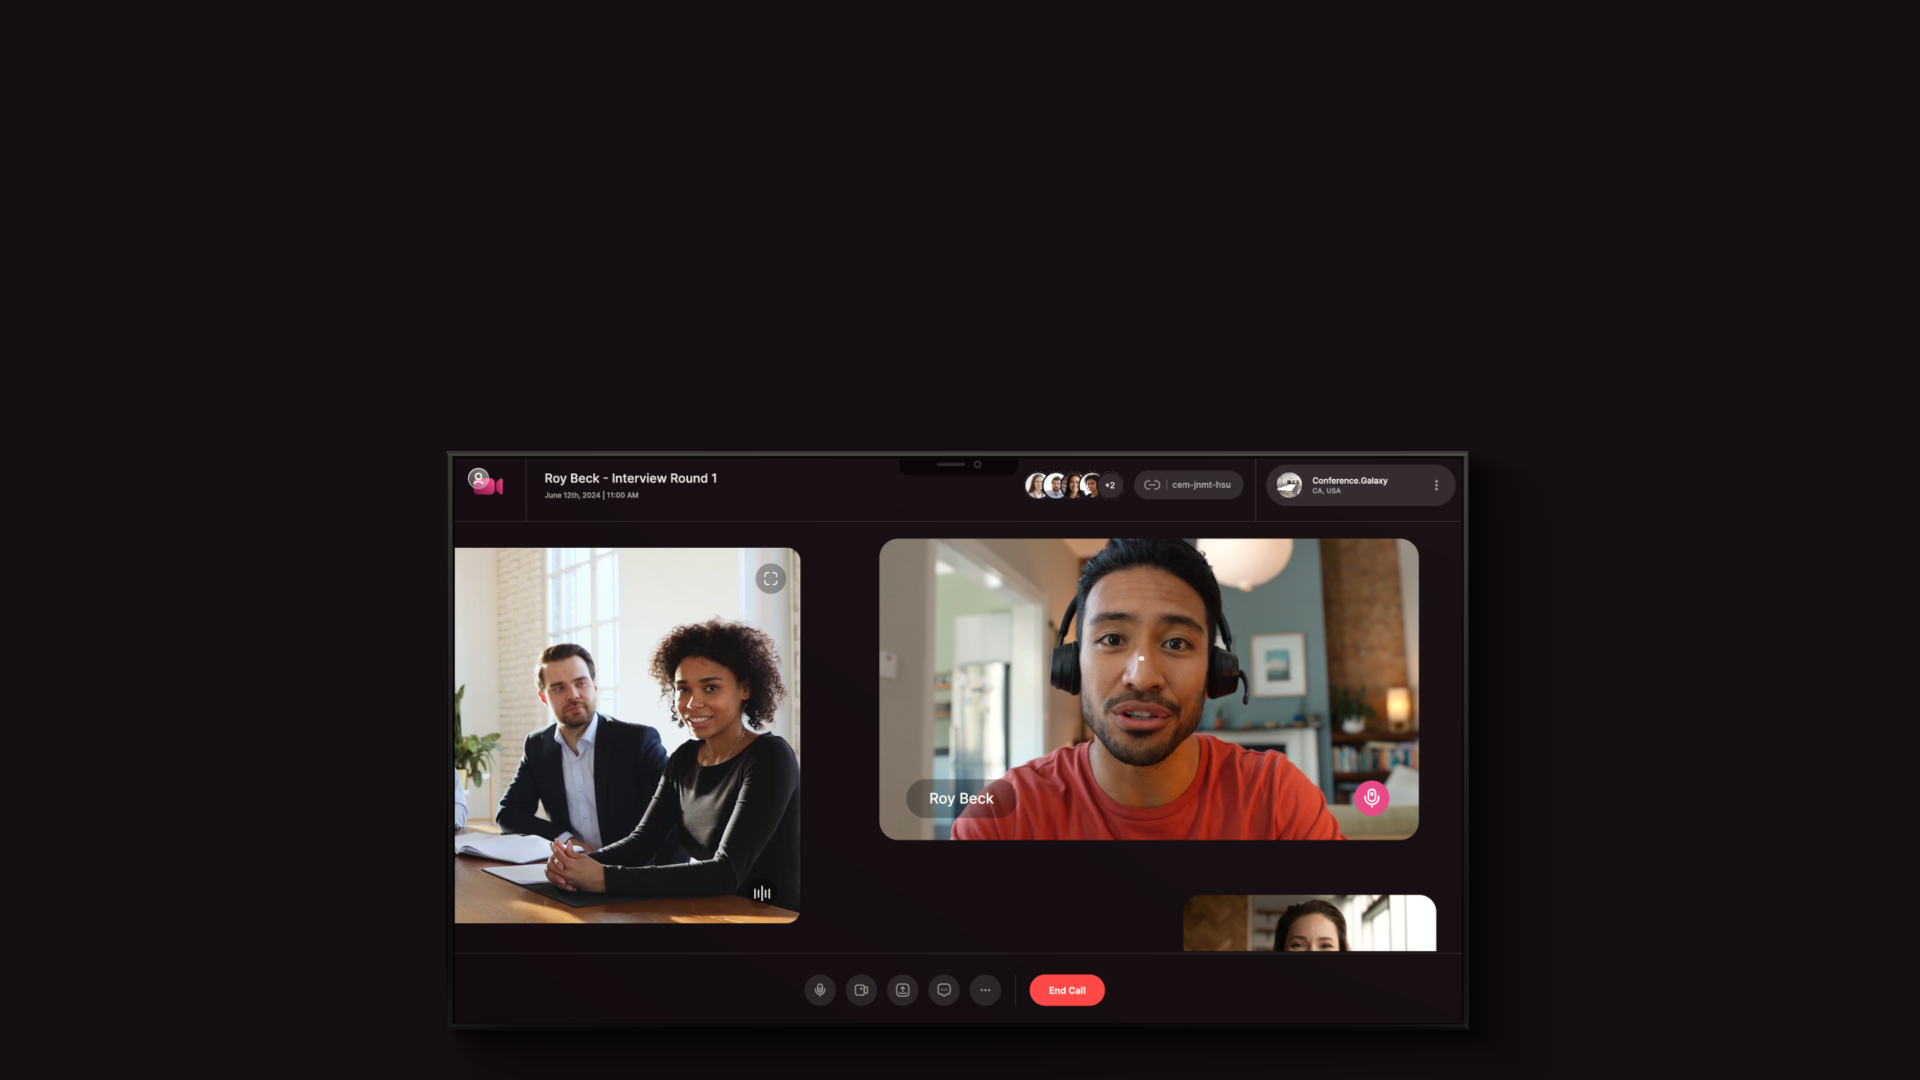 Roy Beck - Interview Round 1
June 12th, 2024 | 11:00 AM
+2
cem-jnmt-hsu
Conference.Galaxy
CA, USA
Roy Beck
End Call